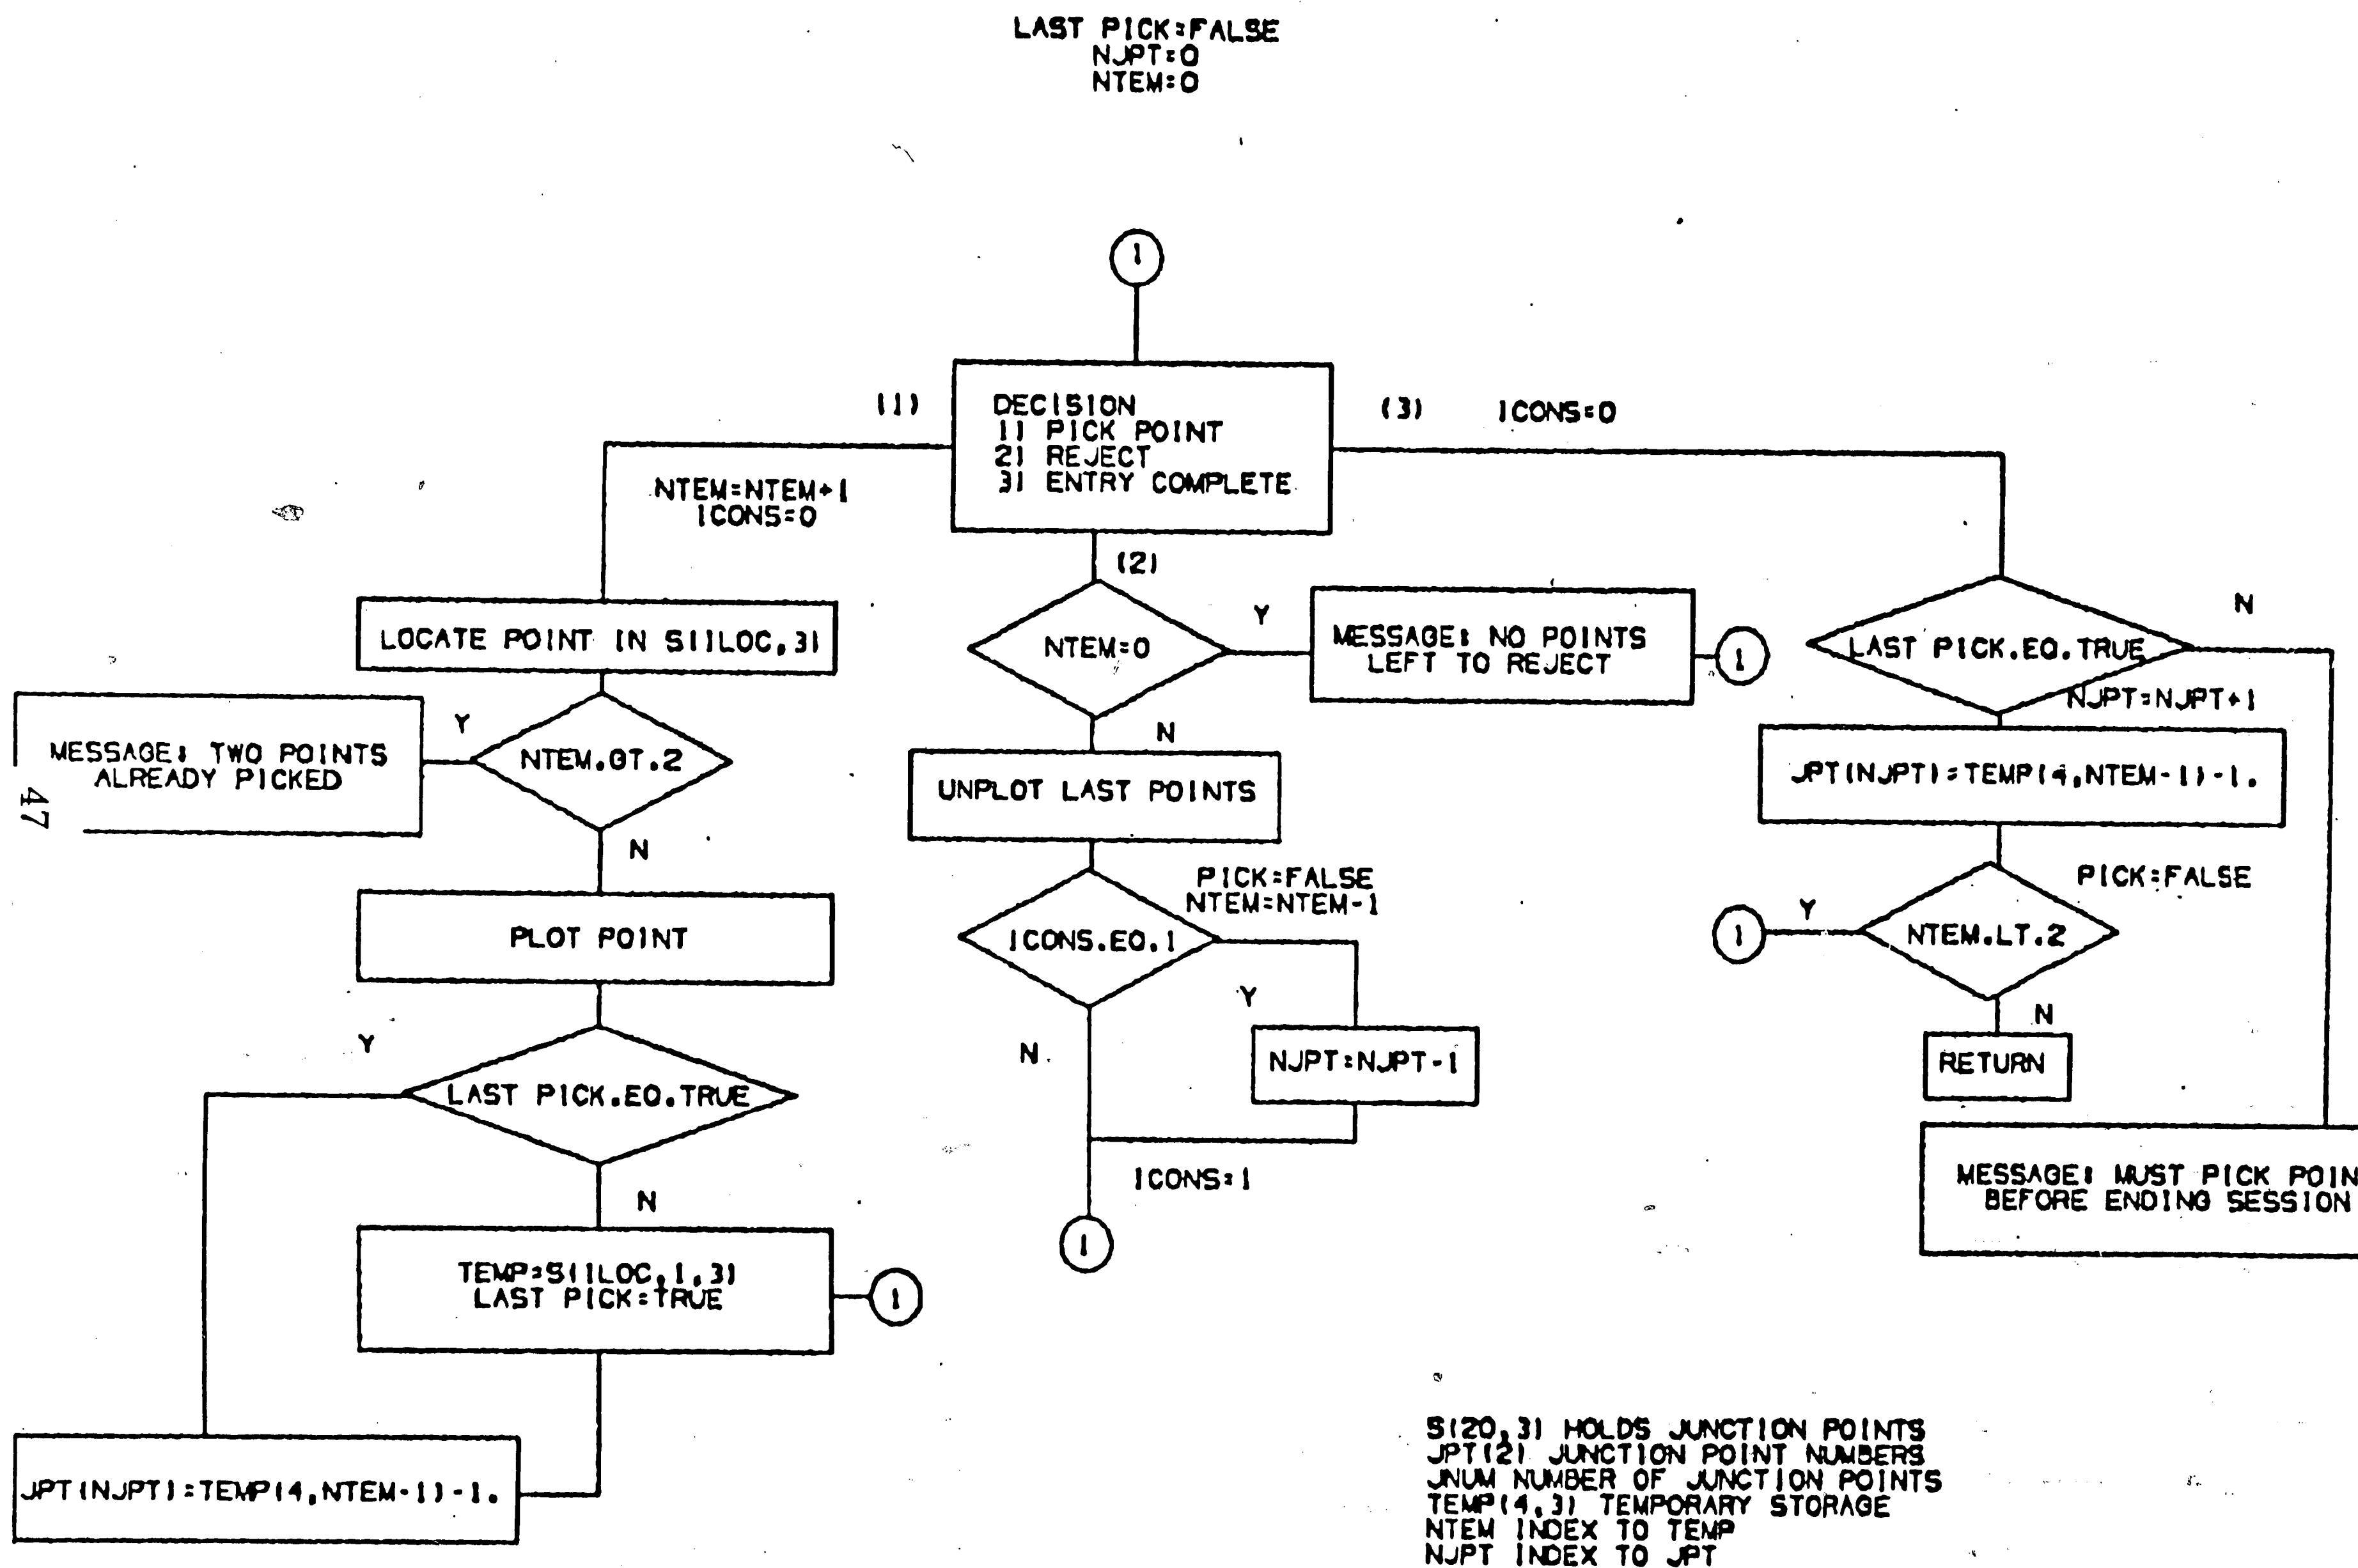 LAST PICK=FALSE
NJPT=0
NTEM=0
1
(1)
DECISION
1) PICK POINT
2) REJECT
3) ENTRY COMPLETE
(3) ICONS=0
NTEM=NTEM+1
ICONS=0
(2)
LOCATE POINT IN S(ILOC,3)
NTEM=0
Y
MESSAGE: NO POINTS
LEFT TO REJECT
1
LAST PICK.EQ.TRUE
N
NJPT=NJPT+1
MESSAGE: TWO POINTS
ALREADY PICKED
Y
NTEM.GT.2
N
N
UNPLOT LAST POINTS
JPT(NJPT)=TEMP(4,NTEM-1)-1.
47
PLOT POINT
ICONS.EQ.1
PICK=FALSE
NTEM=NTEM-1
Y
N
NJPT=NJPT-1
PICK=FALSE
1
Y
NTEM.LT.2
N
RETURN
Y
LAST PICK.EQ.TRUE
N
ICONS=1
1
MESSAGE: MUST PICK POIN
BEFORE ENDING SESSION
TEMP=S(ILOC,1,3)
LAST PICK=TRUE
1
JPT(NJPT)=TEMP(4,NTEM-1)-1.
S(20,3) HOLDS JUNCTION POINTS
JPT(2) JUNCTION POINT NUMBERS
JNUM NUMBER OF JUNCTION POINTS
TEMP(4,3) TEMPORARY STORAGE
NTEM INDEX TO TEMP
NJPT INDEX TO JPT